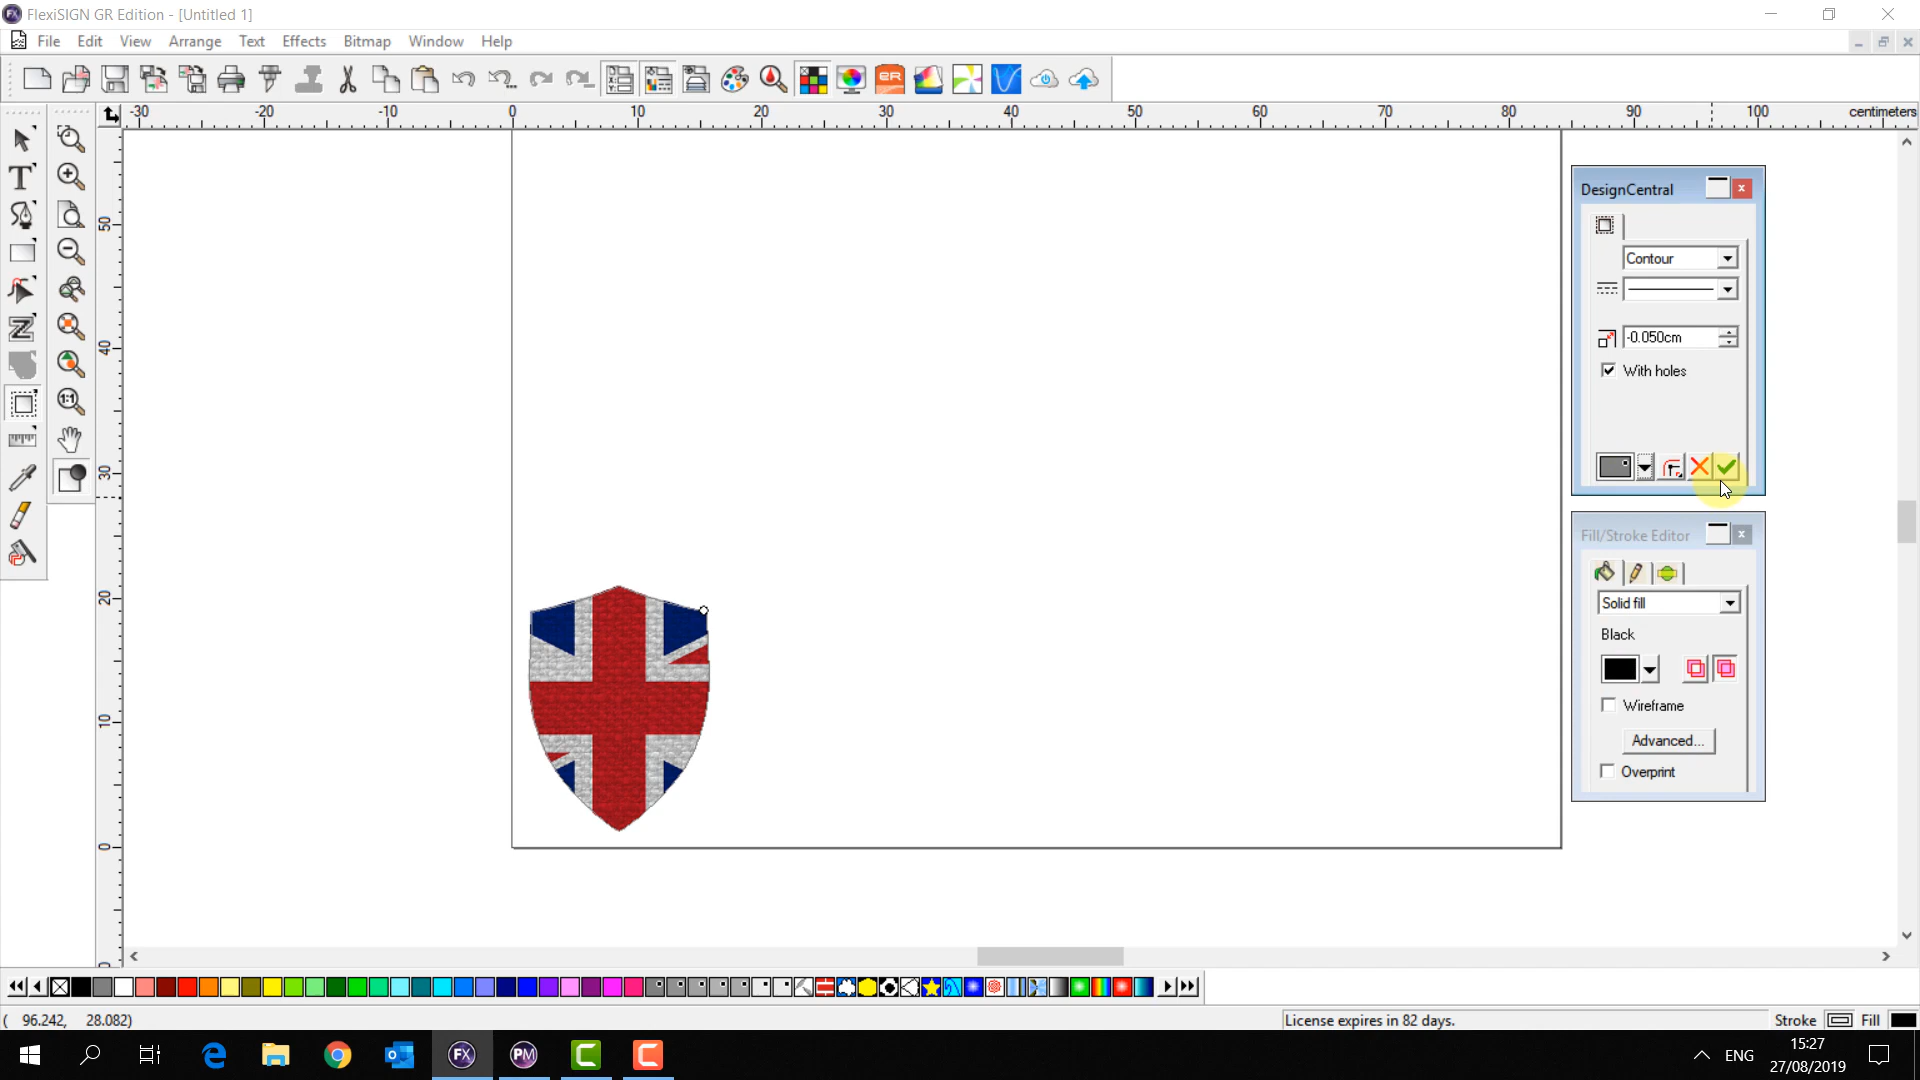 FX FlexiSIGN GR Edition - [Untitled 1]
File Edit View Arrange Text Effects Bitmap Window Help
-30 -20 -10 0 10 20 30 40 50 60 70 80 90 100 centimeters
50
40
30
20
10
0
DesignCentral
Contour
-0.050cm
With holes
Fill/Stroke Editor
Solid fill
Black
Wireframe
Advanced...
Overprint
( 96.242, 28.082)
License expires in 82 days.
Stroke Fill
FX PM
ENG
15:27
27/08/2019